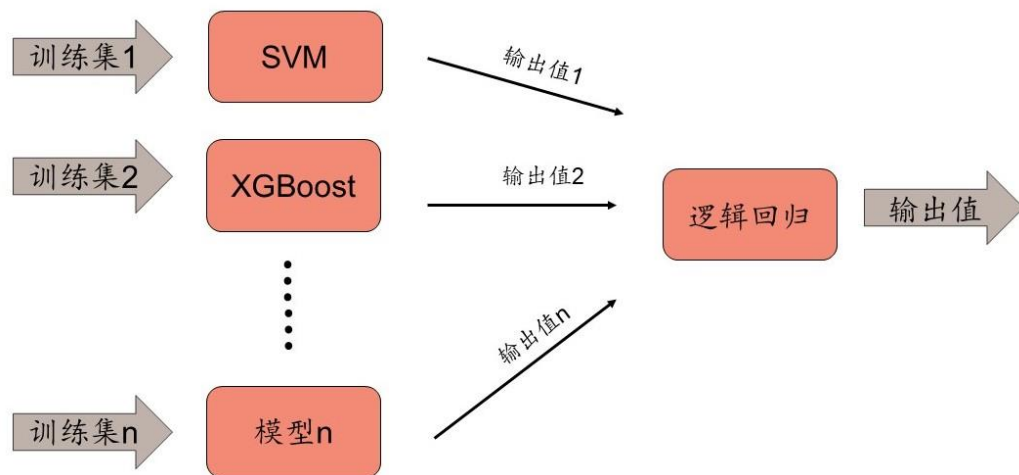 训练集1
SVM
输出值1
训练集2
XGBoost
输出值2
逻辑回归
输出值
训练集n
模型n
输出值n